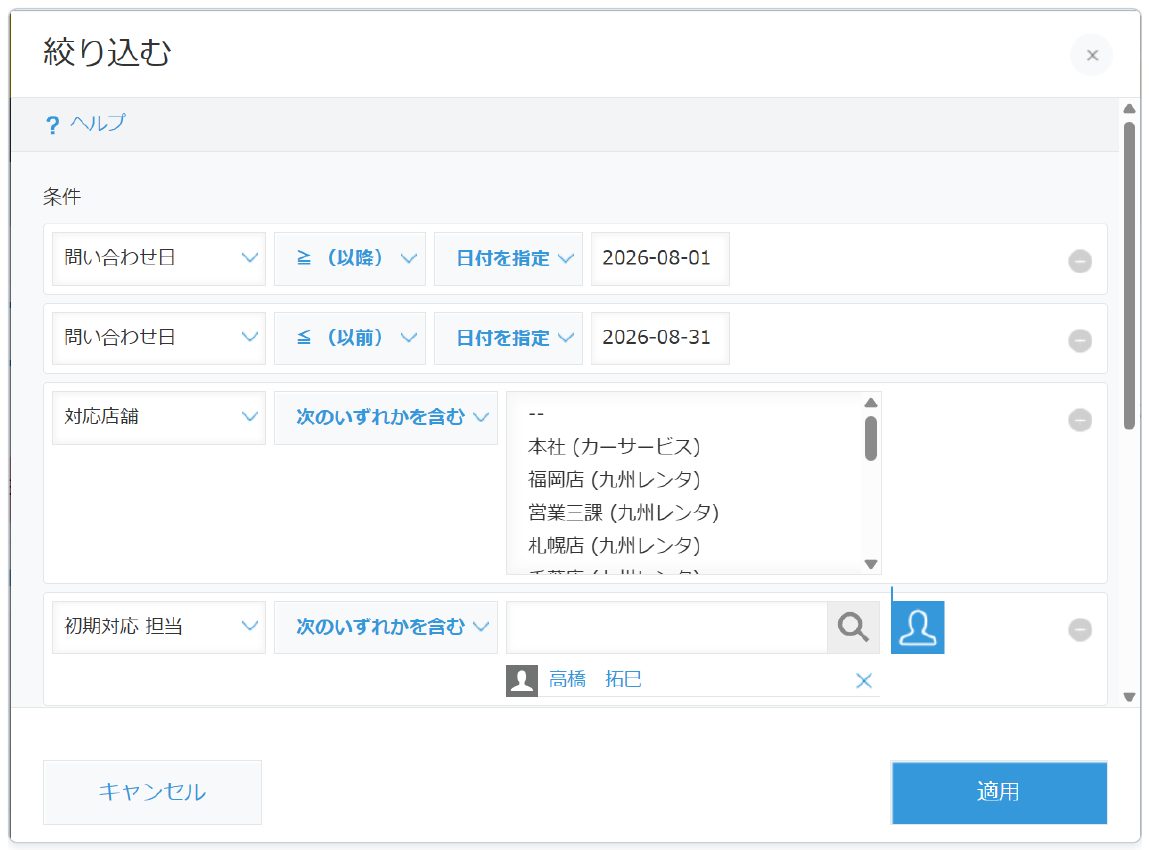 絞り込む
×
? ヘルプ
条件
問い合わせ日 ≧ （以降） 日付を指定 2026-08-01
問い合わせ日 ≦ （以前） 日付を指定 2026-08-31
対応店舗 次のいずれかを含む --
本社 (カーサービス)
福岡店 (九州レンタ)
営業三課 (九州レンタ)
札幌店 (九州レンタ)
初期対応 担当 次のいずれかを含む
高橋　拓巳
キャンセル 適用